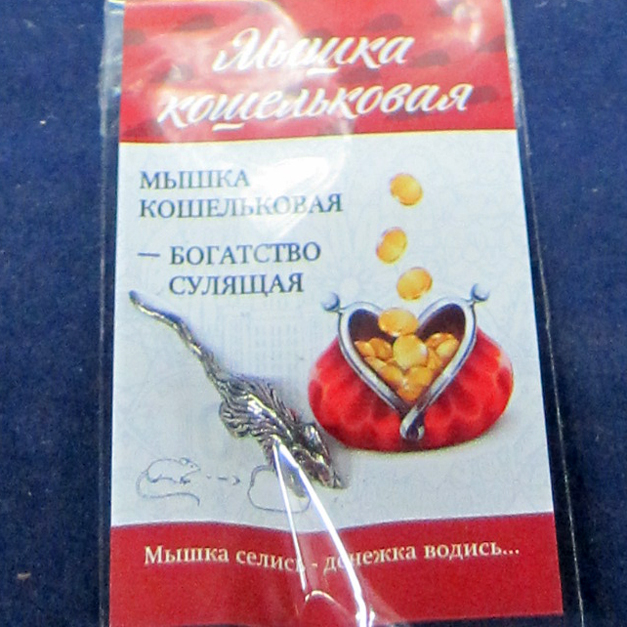 Мышка
кошельковая
МЫШКА
КОШЕЛЬКОВАЯ
— БОГАТСТВО
СУЛЯЩАЯ
Мышка селись - денежка водись...